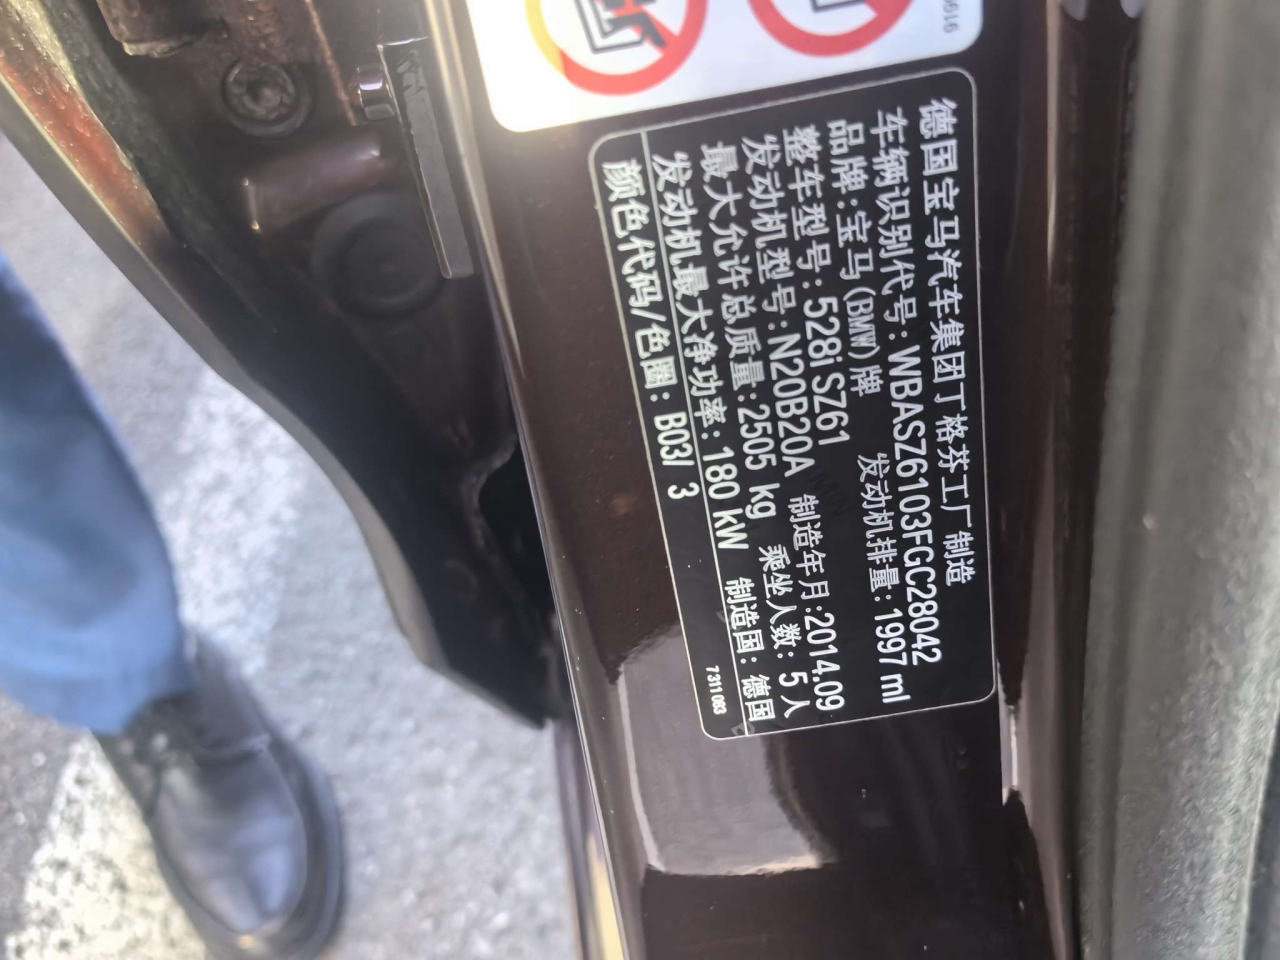 德国宝马汽车集团丁格芬工厂制造
车辆识别代号:WBASZ6103FGC28042
品牌:宝马(BMW)牌 发动机排量:1997 ml
整车型号:528i SZ61
发动机型号:N20B20A 制造年月:2014.09
最大允许总质量:2505 kg 乘坐人数:5人
发动机最大净功率:180 kW 制造国:德国
颜色代码/色圈:B03/ 3
7311083